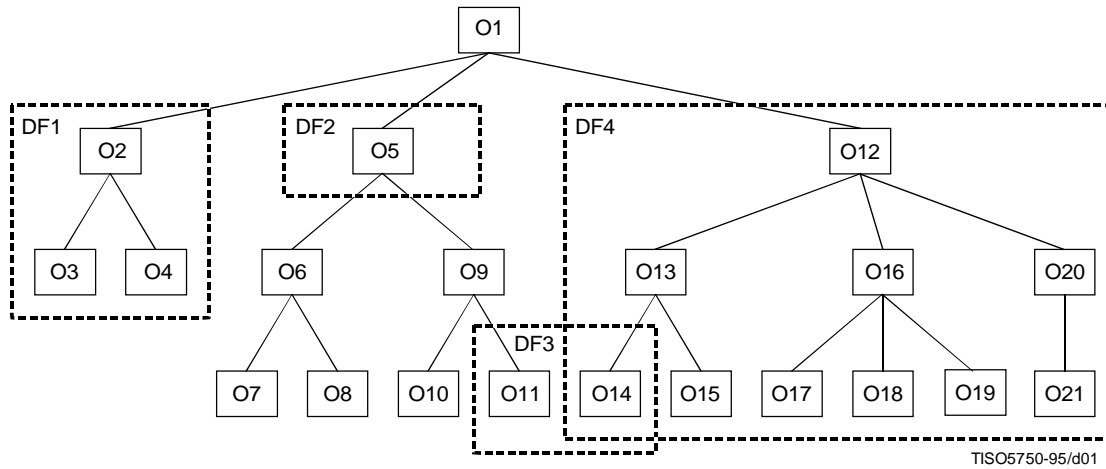 O1
DF1
DF2
DF4
O2
O5
O12
O3
O4
O6
O9
O13
O16
O20
DF3
O7
O8
O10
O11
O14
O15
O17
O18
O19
O21
TISO5750-95/d01